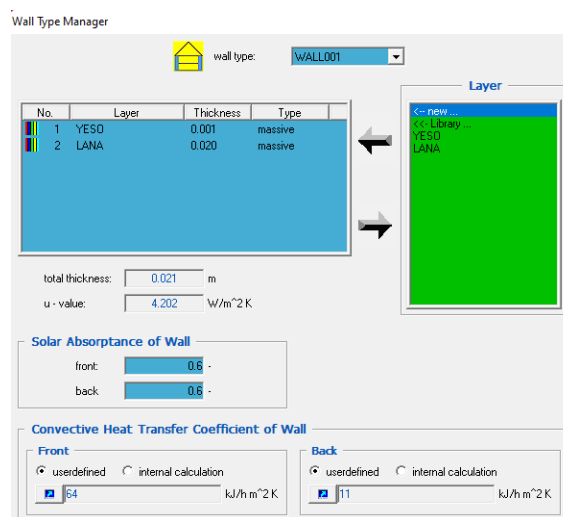 Wall Type Manager
wall type: WALL001
Layer
No. Layer Thickness Type
1 YESO 0.001 massive
2 LANA 0.020 massive
<-- new ...
<<- Library ...
YESO
LANA
total thickness: 0.021 m
u - value: 4.202 W/m^2 K
Solar Absorptance of Wall
front: 0.6 -
back 0.6 -
Convective Heat Transfer Coefficient of Wall
Front
userdefined internal calculation
64 kJ/h m^2 K
Back
userdefined internal calculation
11 kJ/h m^2 K